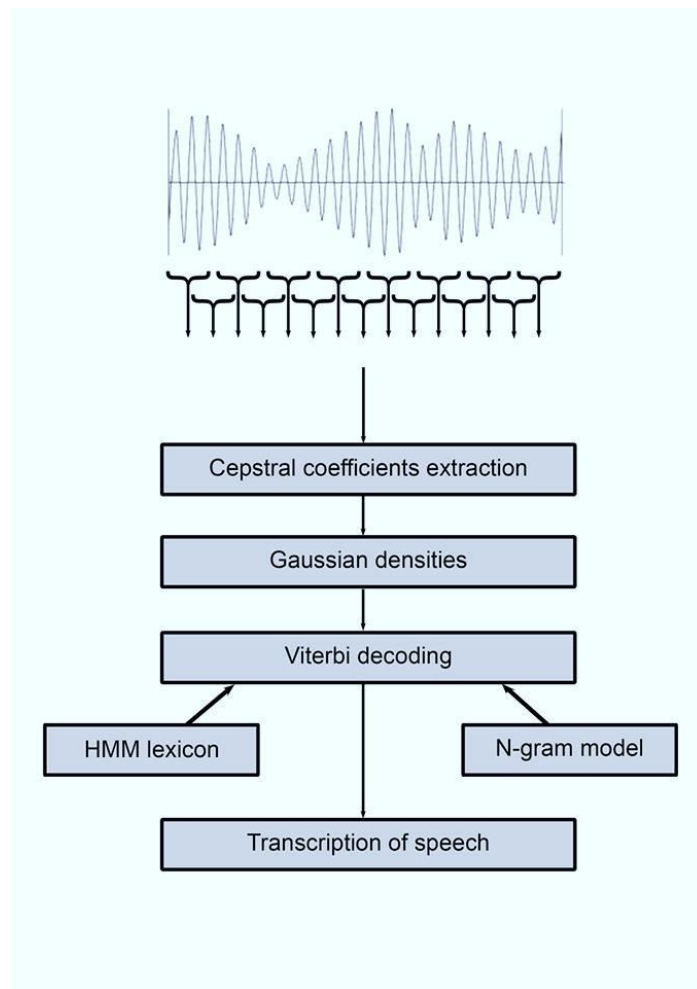 Cepstral coefficients extraction
Gaussian densities
Viterbi decoding
HMM lexicon
N-gram model
Transcription of speech